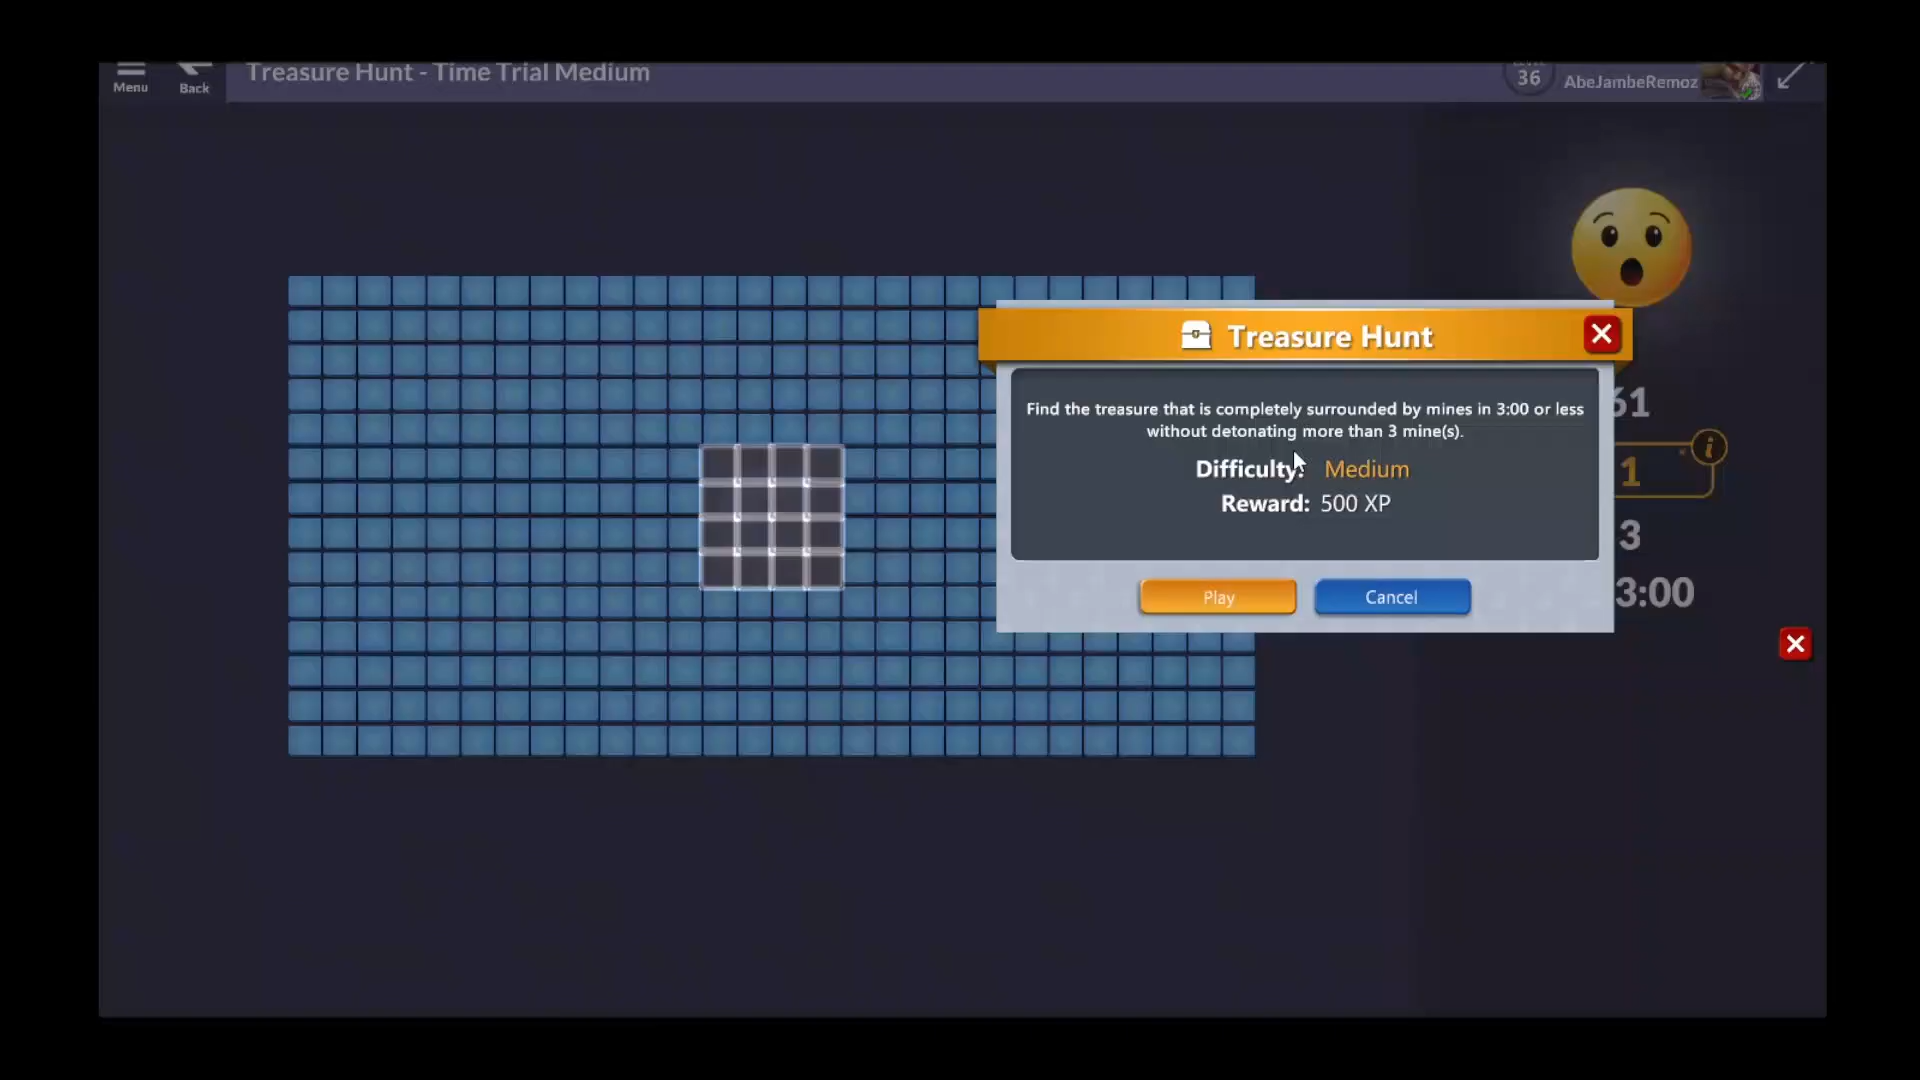 Menu
Back
Treasure Hunt - Time Trial Medium
36
AbeJambeRemoz
Treasure Hunt
Find the treasure that is completely surrounded by mines in 3:00 or less
without detonating more than 3 mine(s).
Difficulty: Medium
Reward: 500 XP
Play
Cancel
61
1
i
3
3:00